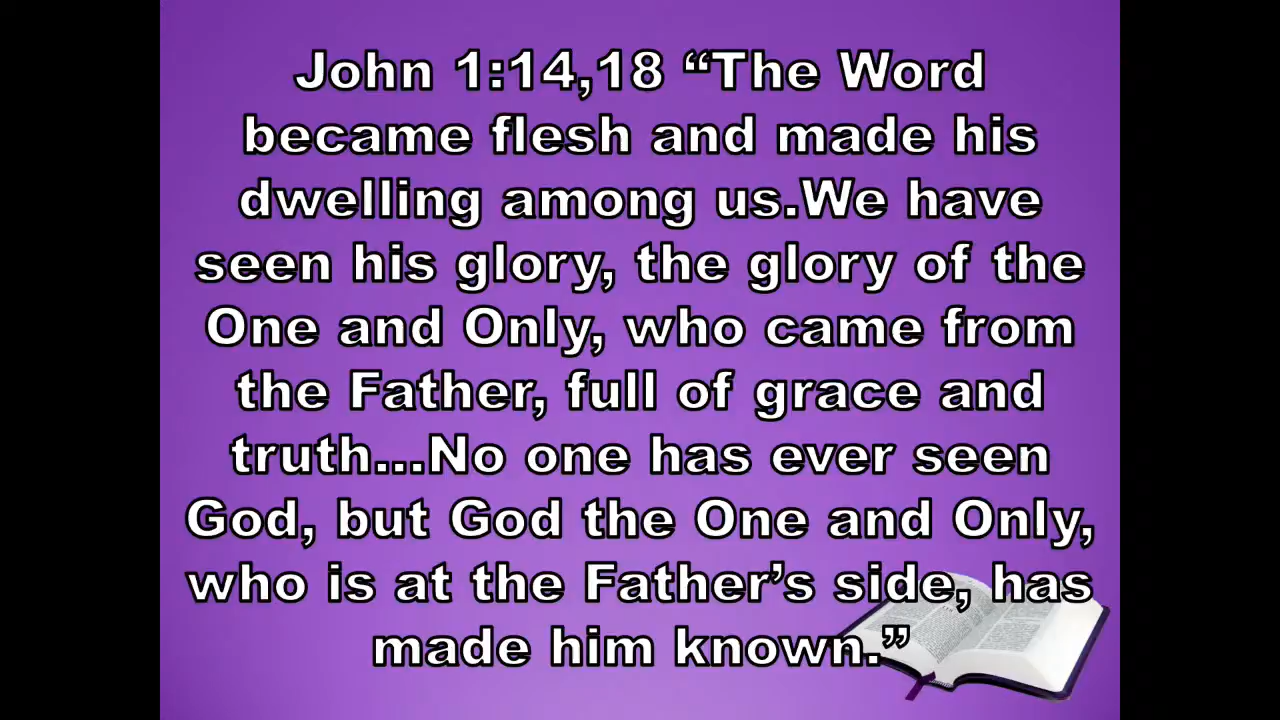 John 1:14,18 “The Word
became flesh and made his
dwelling among us.We have
seen his glory, the glory of the
One and Only, who came from
the Father, full of grace and
truth...No one has ever seen
God, but God the One and Only,
who is at the Father’s side, has
made him known.”